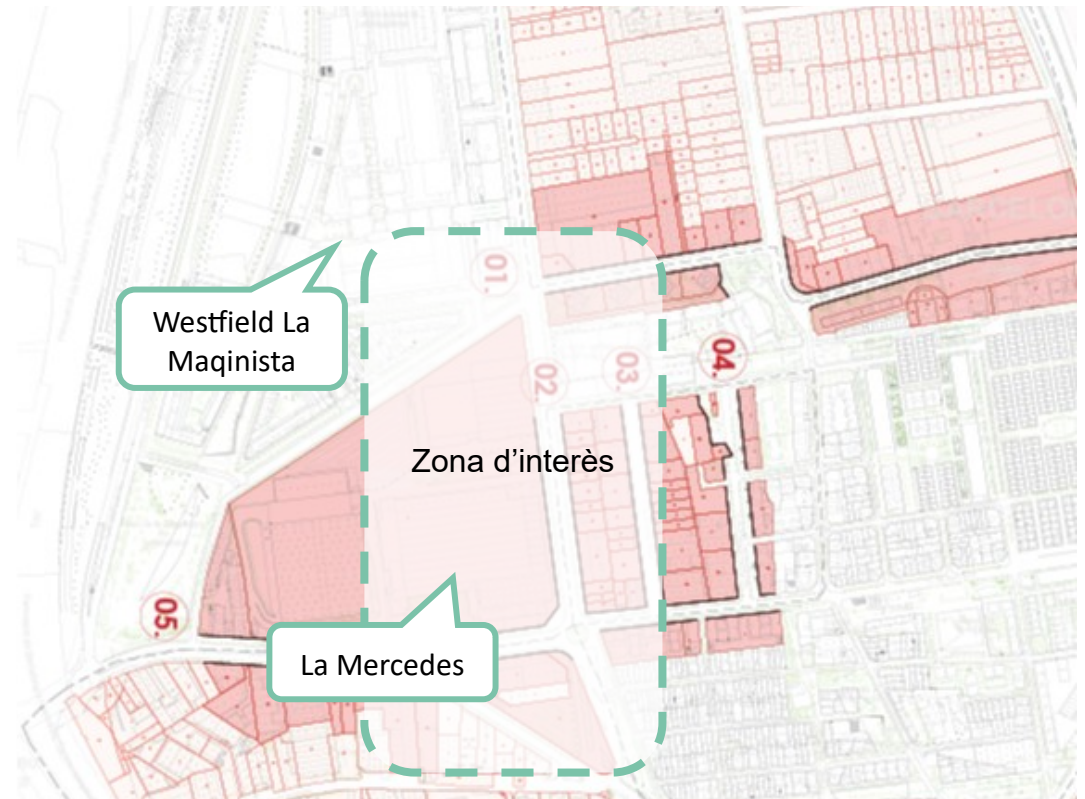 01.
Westfield La
Maqinista
02.
03.
04.
Zona d’interès
05.
La Mercedes